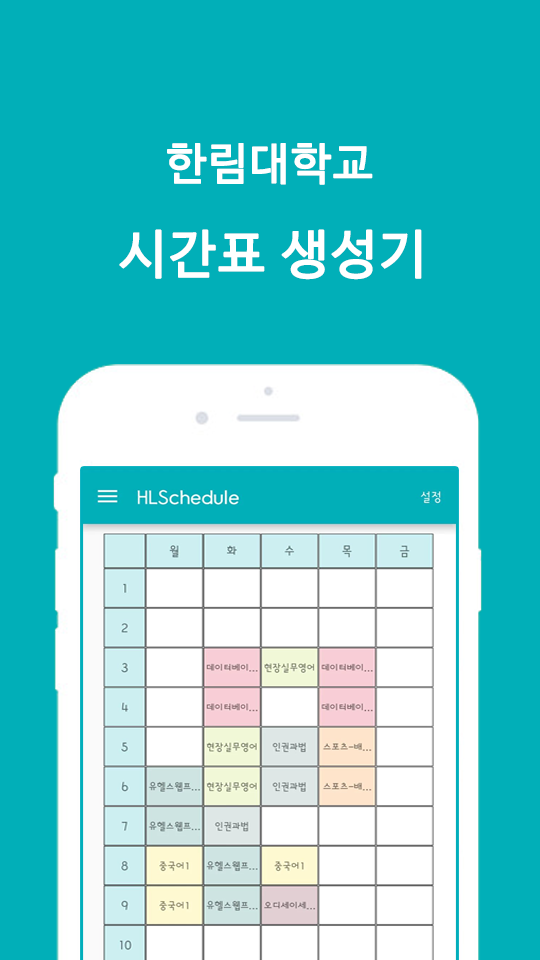 한림대학교
시간표 생성기
HLSchedule 설정
월 화 수 목 금
1
2
3 데이터베이... 현장실무영어 데이터베이...
4 데이터베이... 데이터베이...
5 현장실무영어 인권과법 스포츠-배...
6 유헬스웹프... 현장실무영어 인권과법 스포츠-배...
7 유헬스웹프... 인권과법
8 중국어1 유헬스웹프... 중국어1
9 중국어1 유헬스웹프... 오디세이세...
10